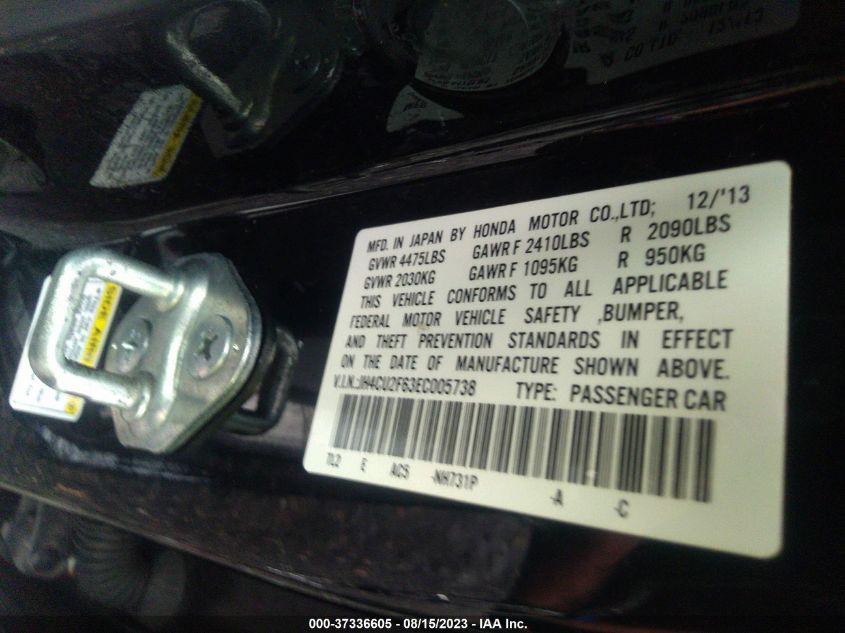 MFD. IN JAPAN BY HONDA MOTOR CO.,LTD; 12/'13
GVWR 4475LBS GAWR F 2410LBS R 2090LBS
GVWR 2030KG GAWR F 1095KG R 950KG
THIS VEHICLE CONFORMS TO ALL APPLICABLE
FEDERAL MOTOR VEHICLE SAFETY ,BUMPER,
AND THEFT PREVENTION STANDARDS IN EFFECT
ON THE DATE OF MANUFACTURE SHOWN ABOVE.
V.I.N.:JH4CU2F63EC005738 TYPE: PASSENGER CAR
TL2 E AC5 -NH731P -A -C
000-37336605 - 08/15/2023 - IAA Inc.